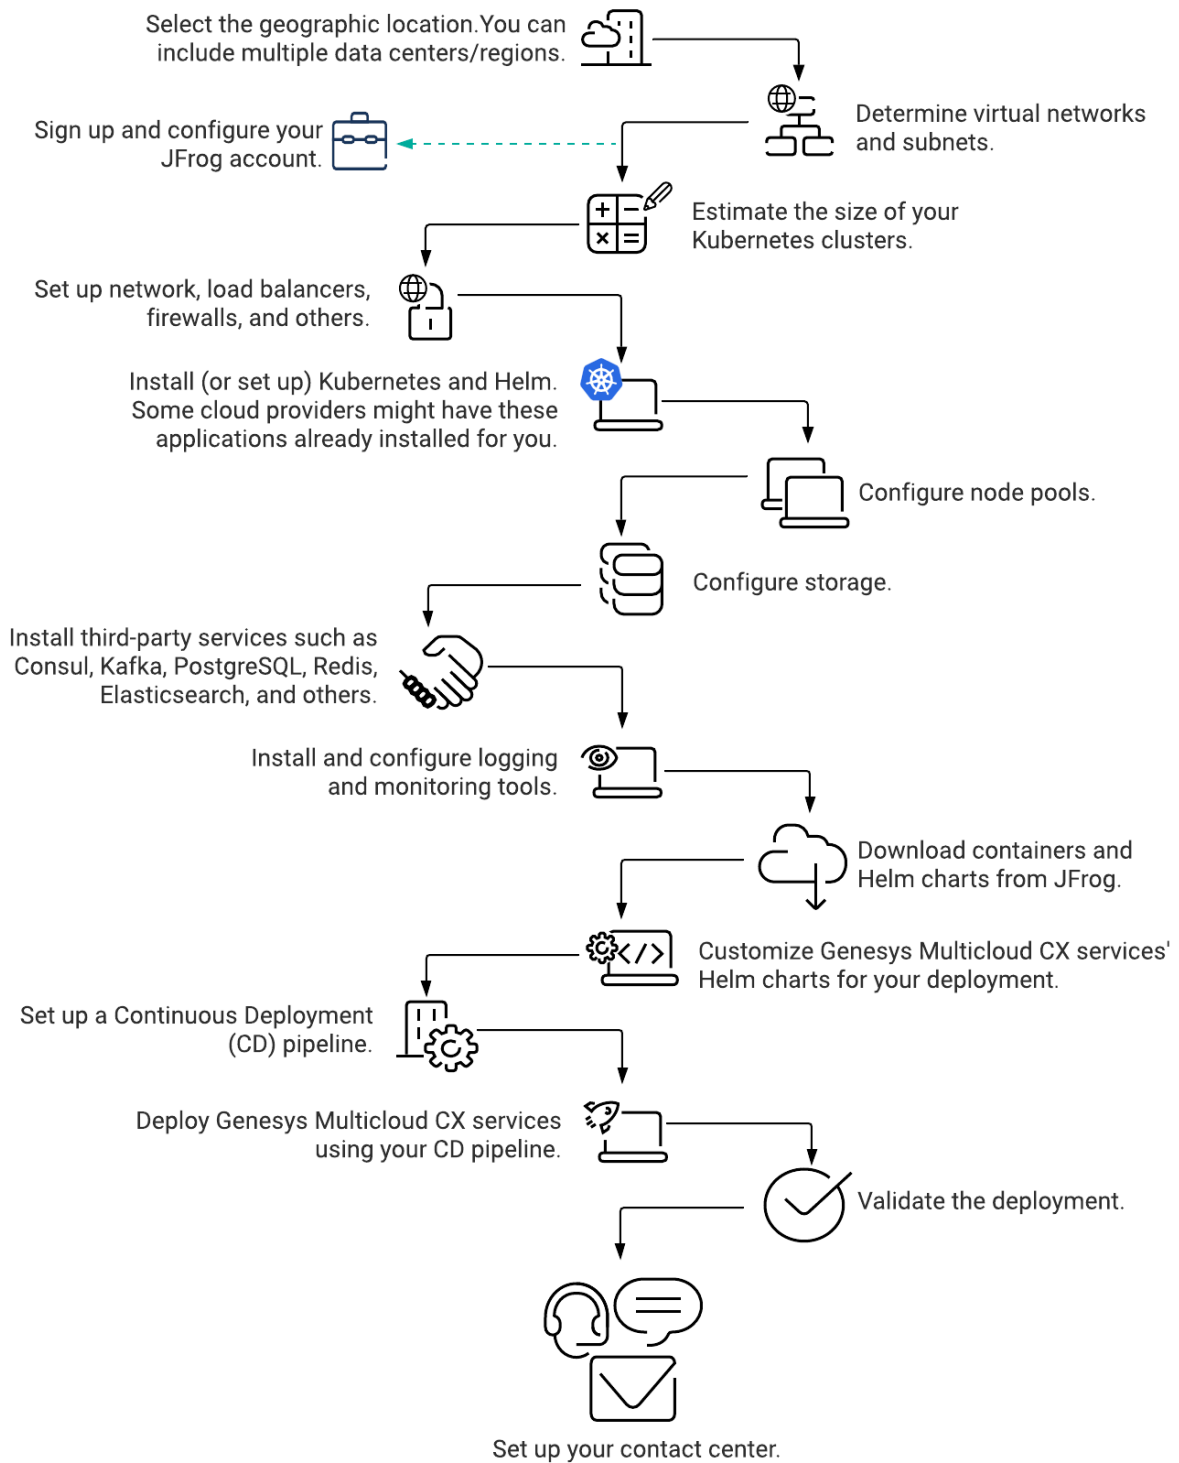 Select the geographic location.You can
include multiple data centers/regions.
Determine virtual networks
and subnets.
Sign up and configure your
JFrog account.
Estimate the size of your
Kubernetes clusters.
Set up network, load balancers,
firewalls, and others.
Install (or set up) Kubernetes and Helm.
Some cloud providers might have these
applications already installed for you.
Configure node pools.
Configure storage.
Install third-party services such as
Consul, Kafka, PostgreSQL, Redis,
Elasticsearch, and others.
Install and configure logging
and monitoring tools.
Download containers and
Helm charts from JFrog.
Customize Genesys Multicloud CX services'
Helm charts for your deployment.
Set up a Continuous Deployment
(CD) pipeline.
Deploy Genesys Multicloud CX services
using your CD pipeline.
Validate the deployment.
Set up your contact center.